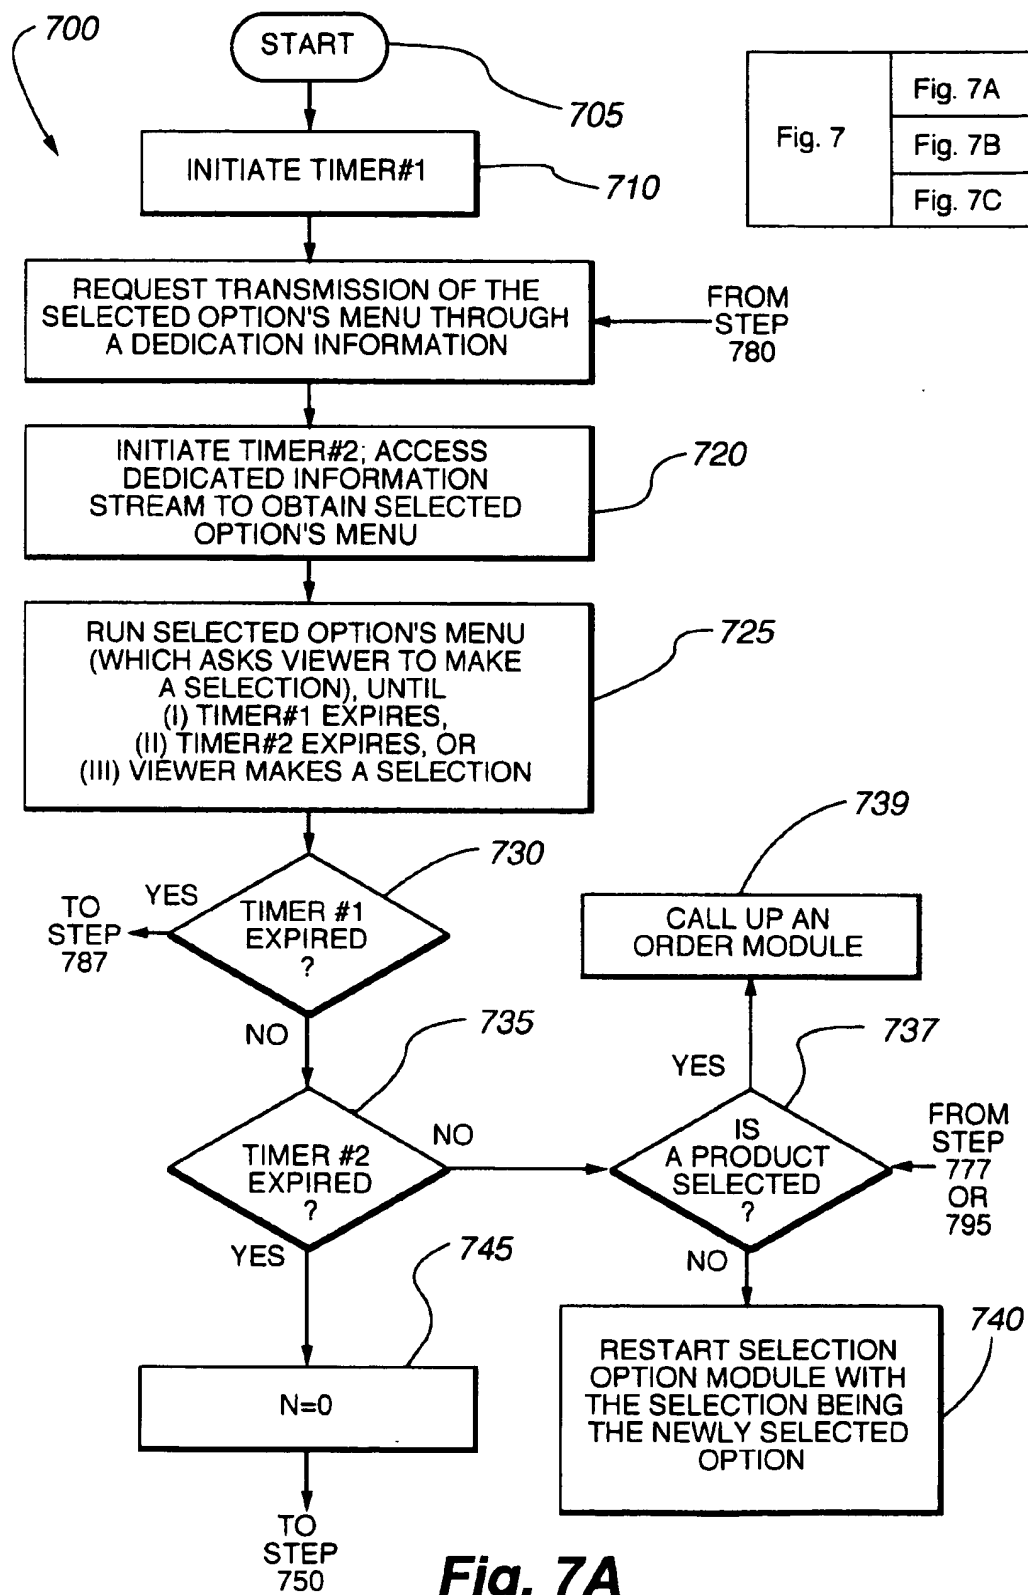 700
START
705
Fig. 7
Fig. 7A
Fig. 7B
Fig. 7C
INITIATE TIMER#1
710
REQUEST TRANSMISSION OF THE
SELECTED OPTION'S MENU THROUGH
A DEDICATION INFORMATION
FROM
STEP
780
INITIATE TIMER#2; ACCESS
DEDICATED INFORMATION
STREAM TO OBTAIN SELECTED
OPTION'S MENU
720
RUN SELECTED OPTION'S MENU
(WHICH ASKS VIEWER TO MAKE
A SELECTION), UNTIL
(I) TIMER#1 EXPIRES,
(II) TIMER#2 EXPIRES, OR
(III) VIEWER MAKES A SELECTION
725
730
YES
TO
STEP
787
TIMER #1
EXPIRED
?
NO
739
CALL UP AN
ORDER MODULE
735
TIMER #2
EXPIRED
?
NO
YES
737
YES
IS
A PRODUCT
SELECTED
?
NO
FROM
STEP
777
OR
795
745
N=0
740
RESTART SELECTION
OPTION MODULE WITH
THE SELECTION BEING
THE NEWLY SELECTED
OPTION
TO
STEP
750
Fig. 7A